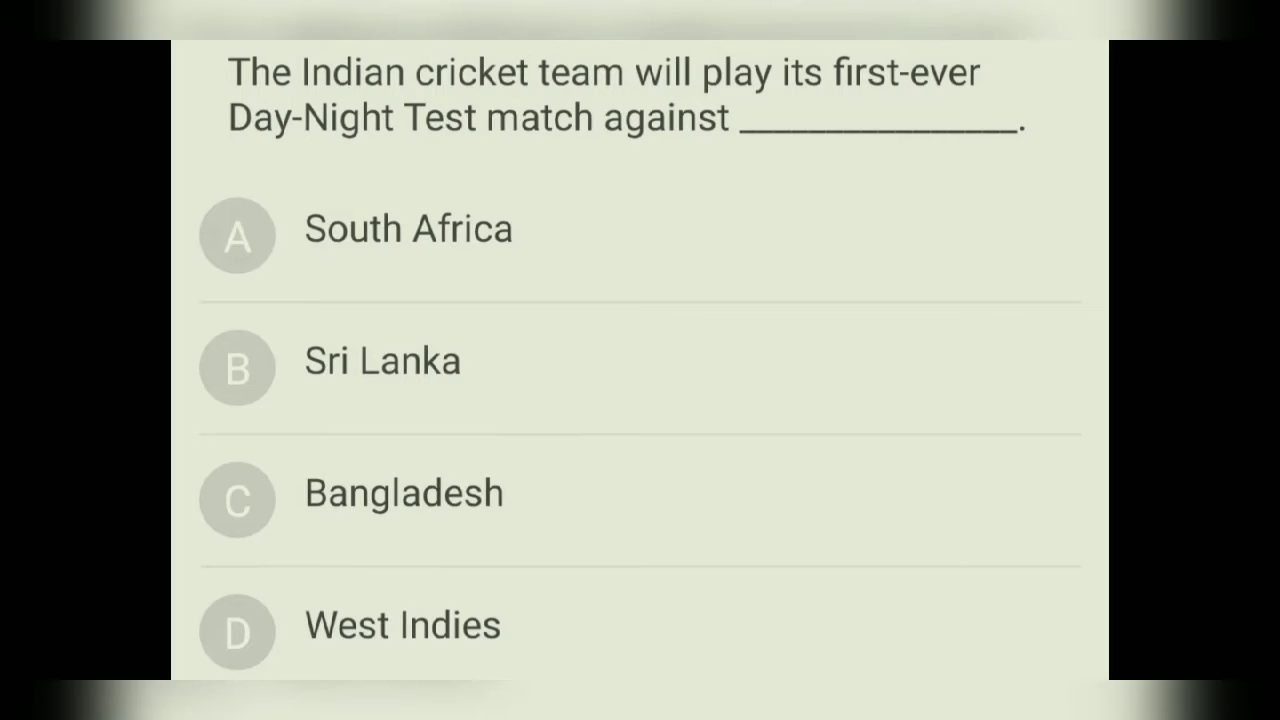 The Indian cricket team will play its first-ever
Day-Night Test match against ________________.
A South Africa
B Sri Lanka
C Bangladesh
D West Indies